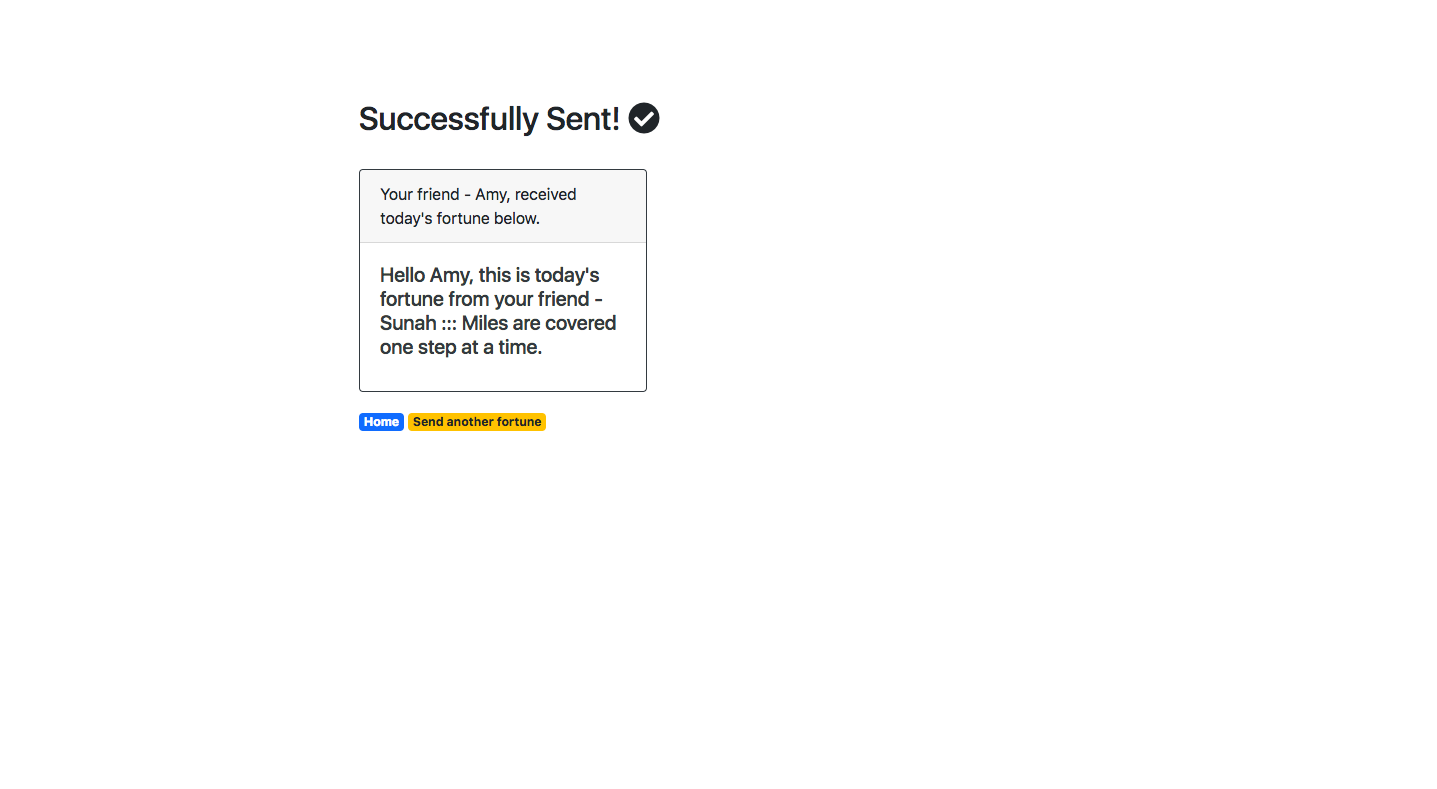 Successfully Sent!
Your friend - Amy, received
today's fortune below.
Hello Amy, this is today's
fortune from your friend -
Sunah ::: Miles are covered
one step at a time.
Home Send another fortune